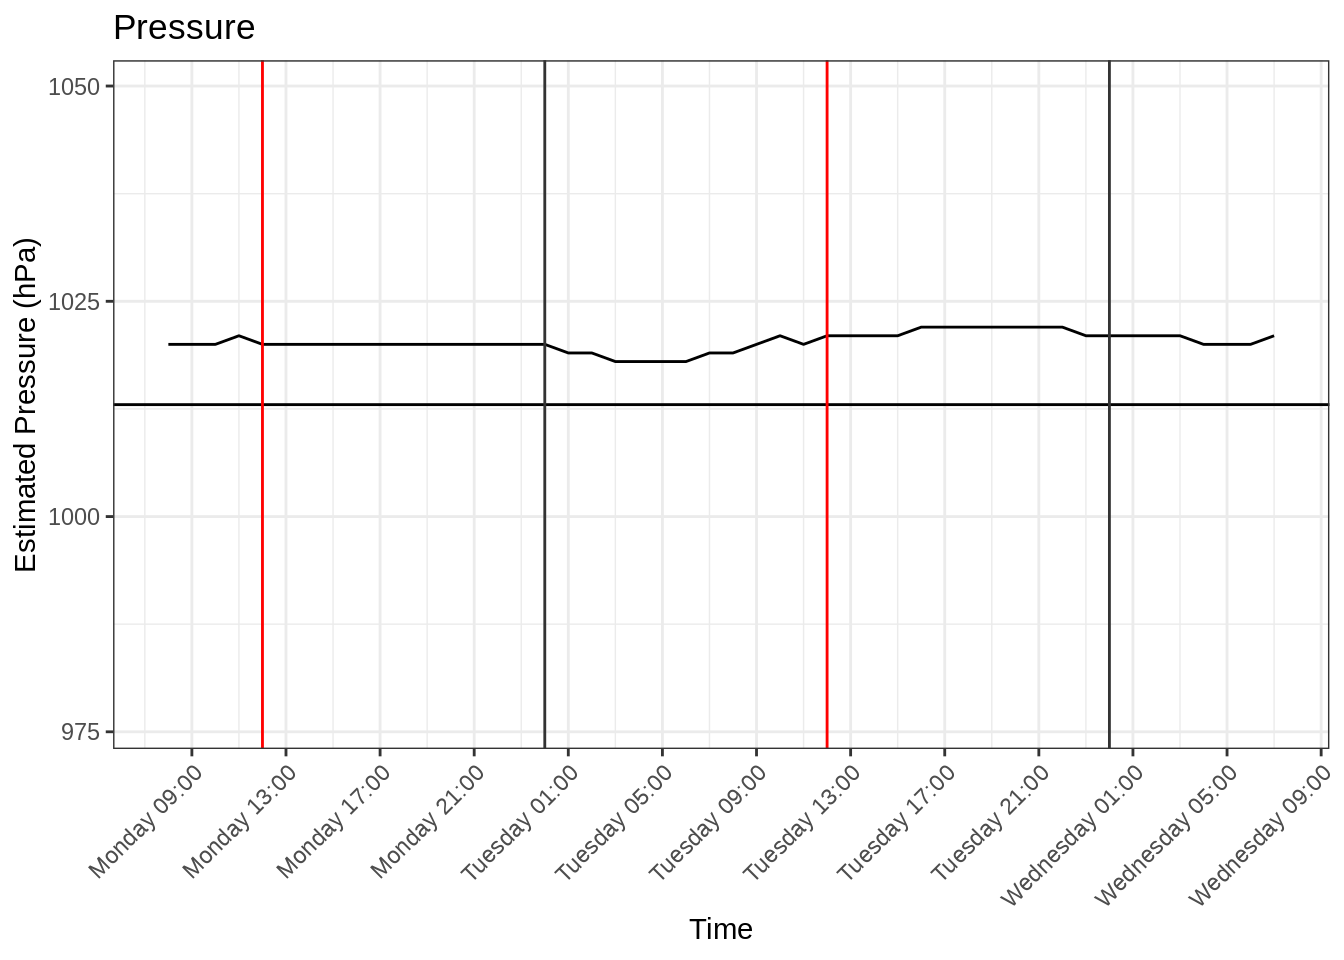 Pressure
Estimated Pressure (hPa)
1050
1025
1000
975
Monday 09:00
Monday 13:00
Monday 17:00
Monday 21:00
Tuesday 01:00
Tuesday 05:00
Tuesday 09:00
Tuesday 13:00
Tuesday 17:00
Tuesday 21:00
Wednesday 01:00
Wednesday 05:00
Wednesday 09:00
Time